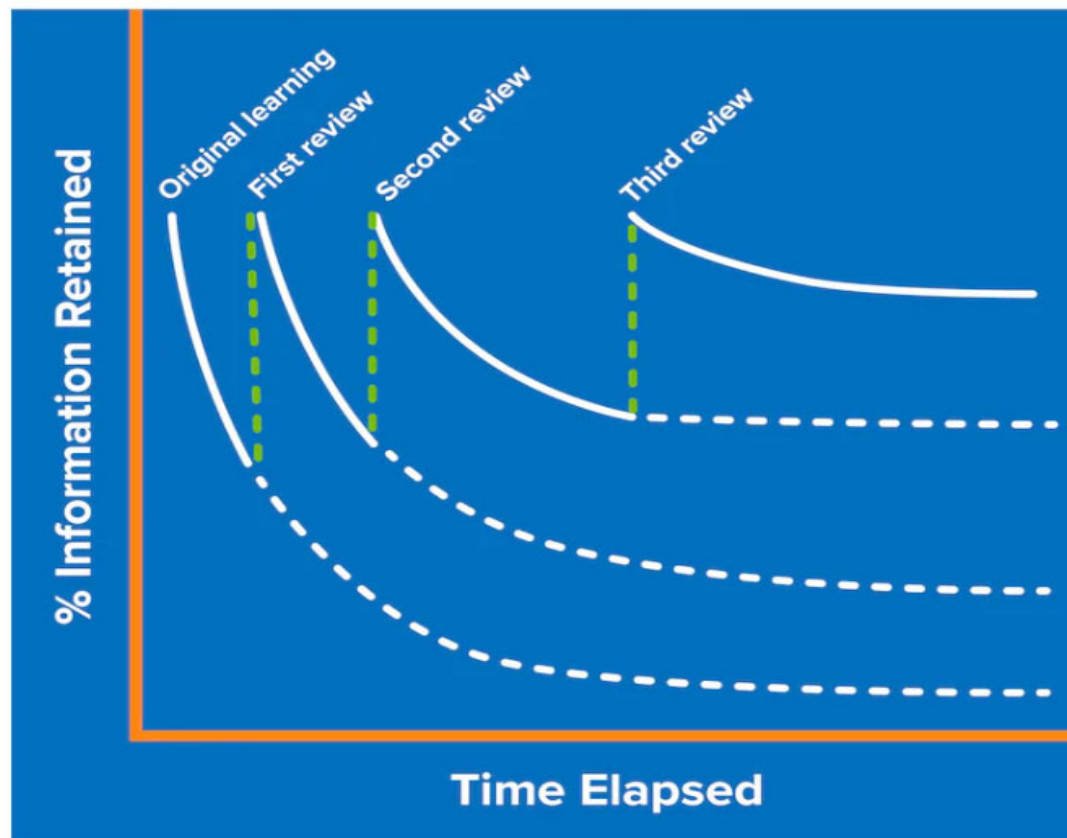 Original learning
First review
Second review
Third review
% Information Retained
Time Elapsed